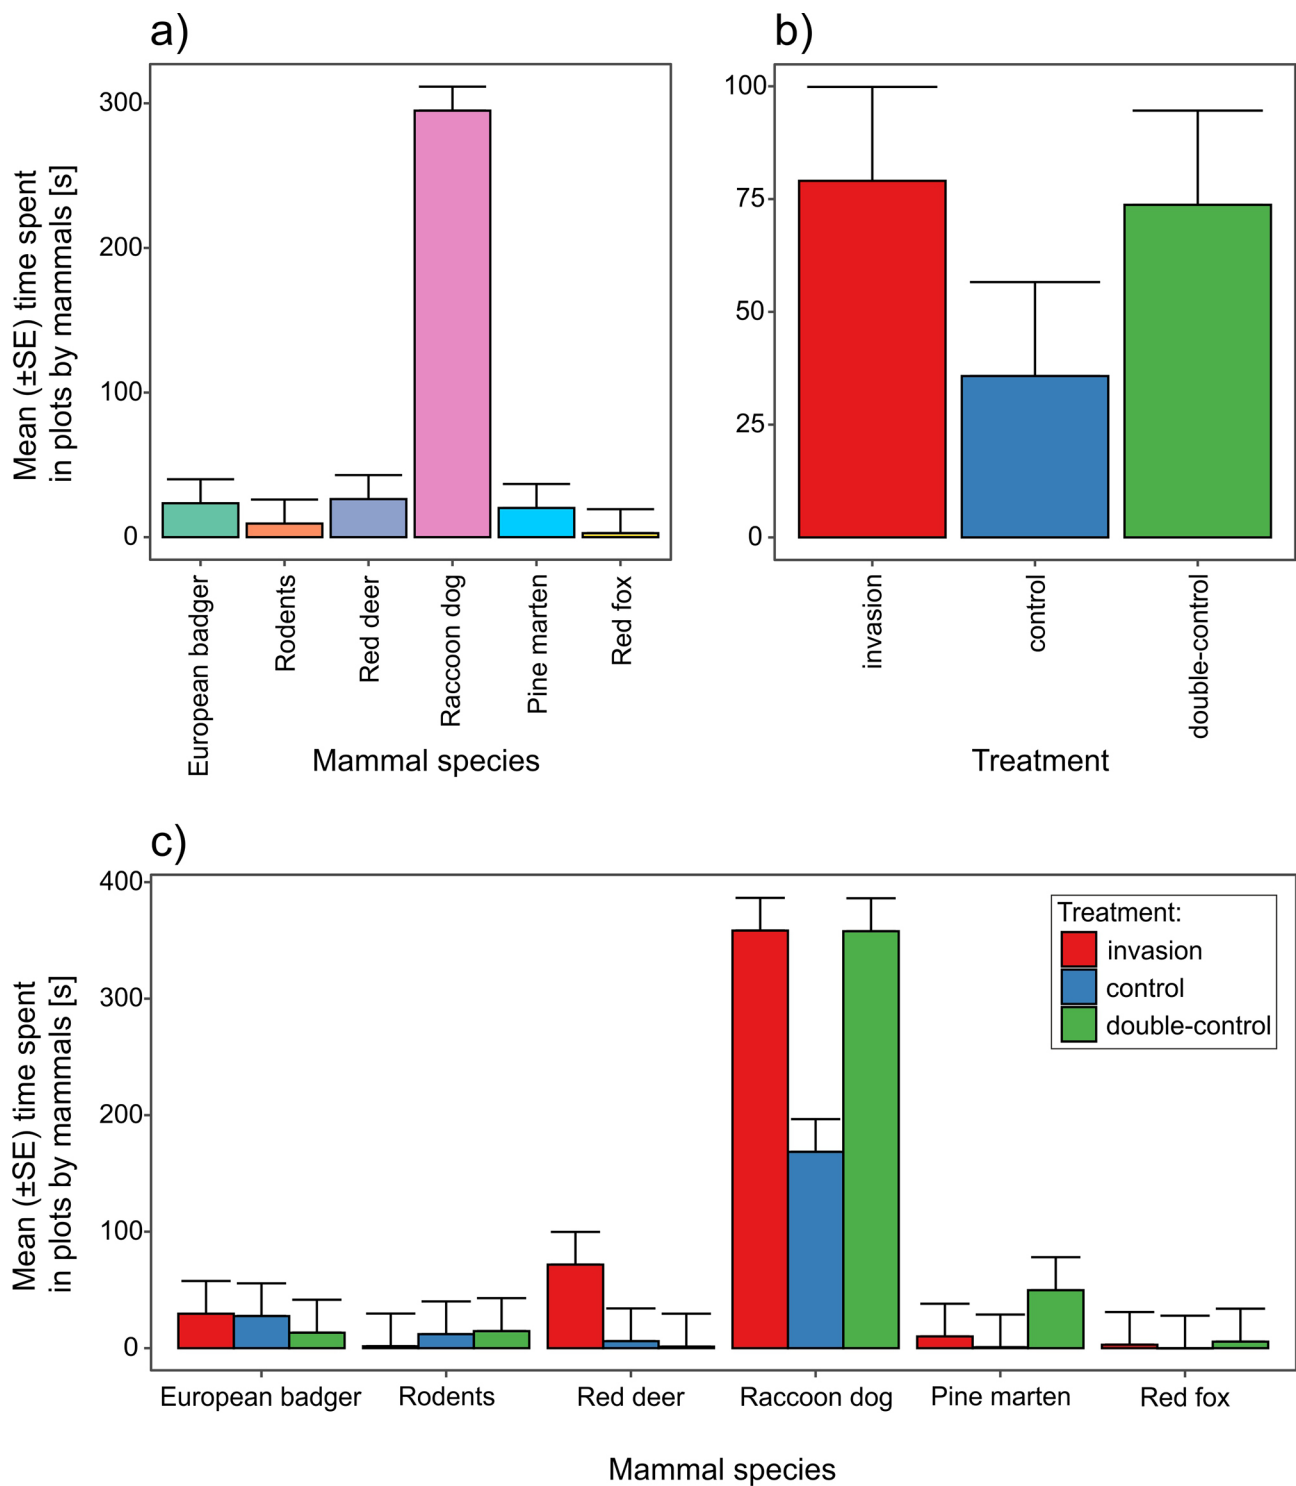 a)
Mean (±SE) time spent
in plots by mammals [s]
300
200
100
0
European badger
Rodents
Red deer
Raccoon dog
Pine marten
Red fox
Mammal species
b)
100
75
50
25
0
invasion
control
double-control
Treatment
c)
Mean (±SE) time spent
in plots by mammals [s]
400
300
200
100
0
Treatment:
invasion
control
double-control
European badger
Rodents
Red deer
Raccoon dog
Pine marten
Red fox
Mammal species